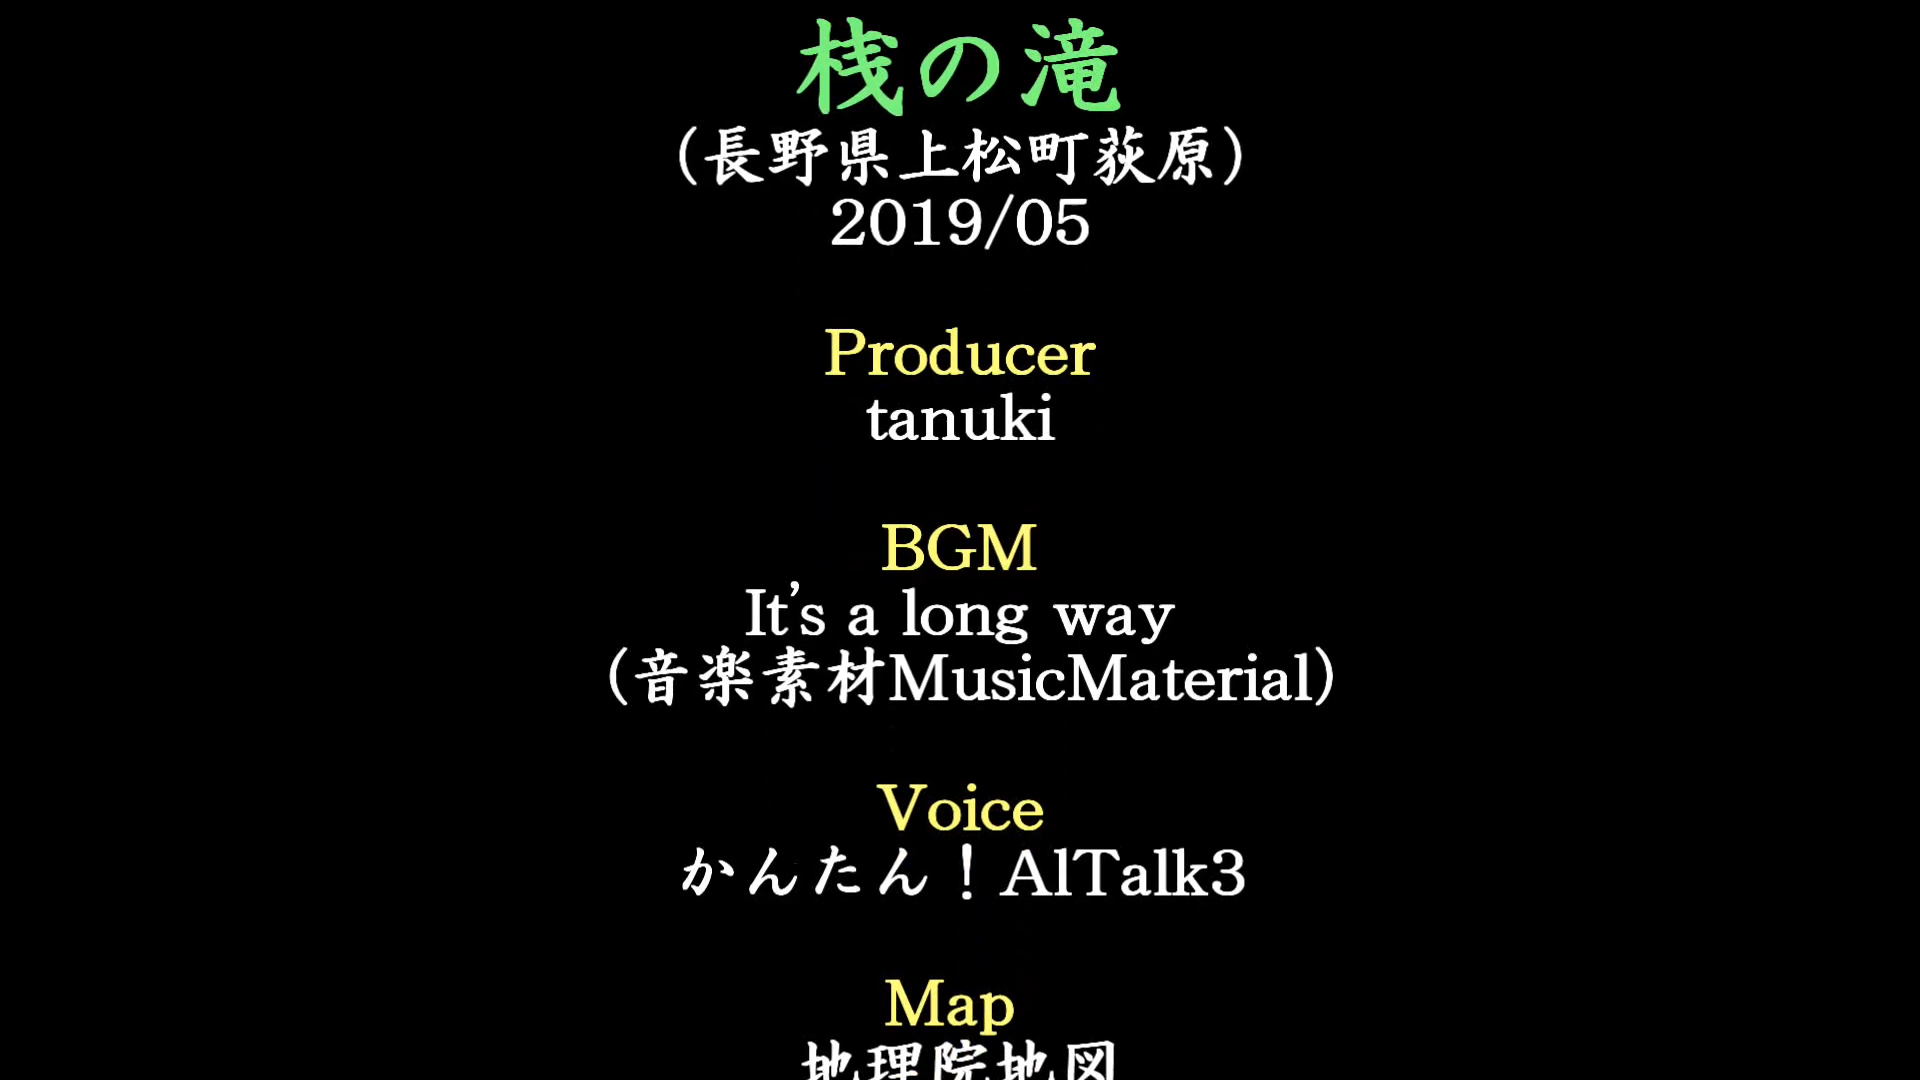 桟の滝
（長野県上松町荻原）
2019/05
Producer
tanuki
BGM
It's a long way
（音楽素材MusicMaterial）
Voice
かんたん！AlTalk3
Map
地理院地図